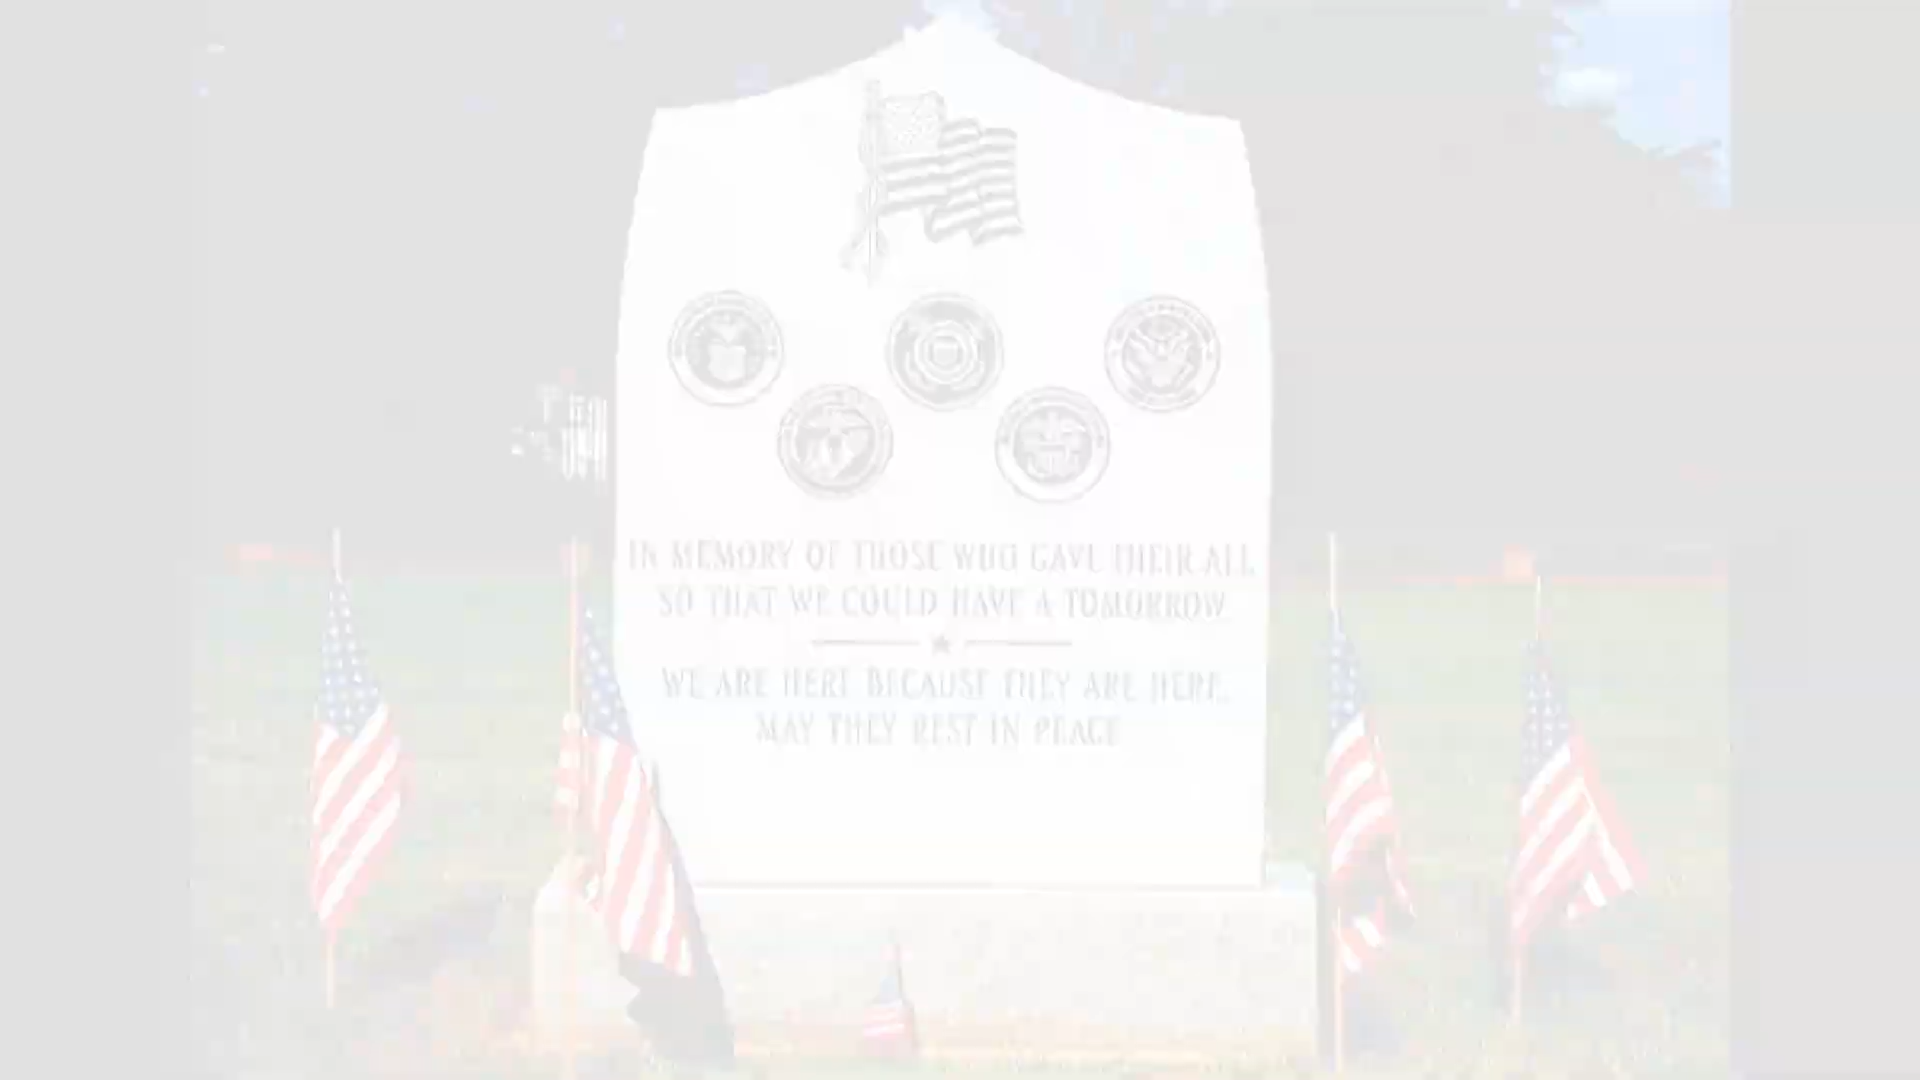 IN MEMORY OF THOSE WHO GAVE THEIR ALL
SO THAT WE COULD HAVE A TOMORROW
WE ARE HERE BECAUSE THEY ARE HERE.
MAY THEY REST IN PEACE